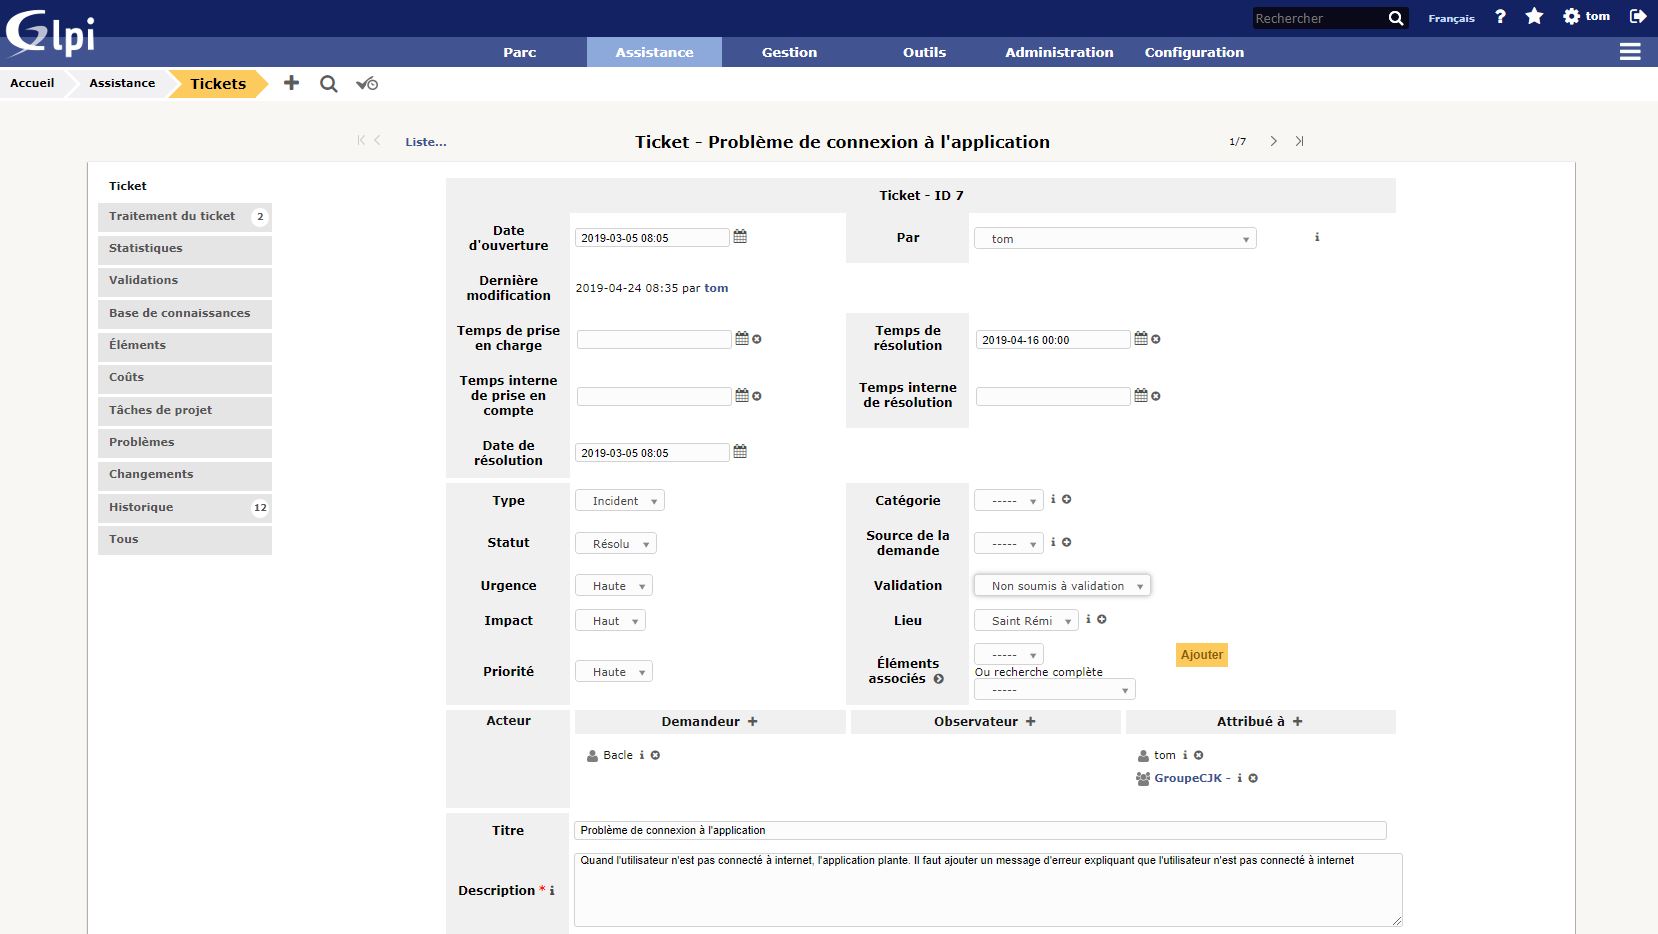 Glpi
Rechercher
Français
?
tom
Parc
Assistance
Gestion
Outils
Administration
Configuration
Accueil
Assistance
Tickets
Liste...
Ticket - Problème de connexion à l'application
1/7
Ticket
Traitement du ticket 2
Statistiques
Validations
Base de connaissances
Éléments
Coûts
Tâches de projet
Problèmes
Changements
Historique 12
Tous
Ticket - ID 7
Date
d'ouverture
2019-03-05 08:05
Par
tom
Dernière
modification
2019-04-24 08:35 par tom
Temps de prise
en charge
Temps de
résolution
2019-04-16 00:00
Temps interne
de prise en
compte
Temps interne
de résolution
Date de
résolution
2019-03-05 08:05
Type
Incident
Catégorie
-----
Statut
Résolu
Source de la
demande
-----
Urgence
Haute
Validation
Non soumis à validation
Impact
Haut
Lieu
Saint Rémi
Priorité
Haute
Éléments
associés
-----
Ajouter
Ou recherche complète
-----
Acteur
Demandeur +
Observateur +
Attribué à +
Bacle
tom
GroupeCJK -
Titre
Problème de connexion à l'application
Description *
Quand l'utilisateur n'est pas connecté à internet, l'application plante. Il faut ajouter un message d'erreur expliquant que l'utilisateur n'est pas connecté à internet